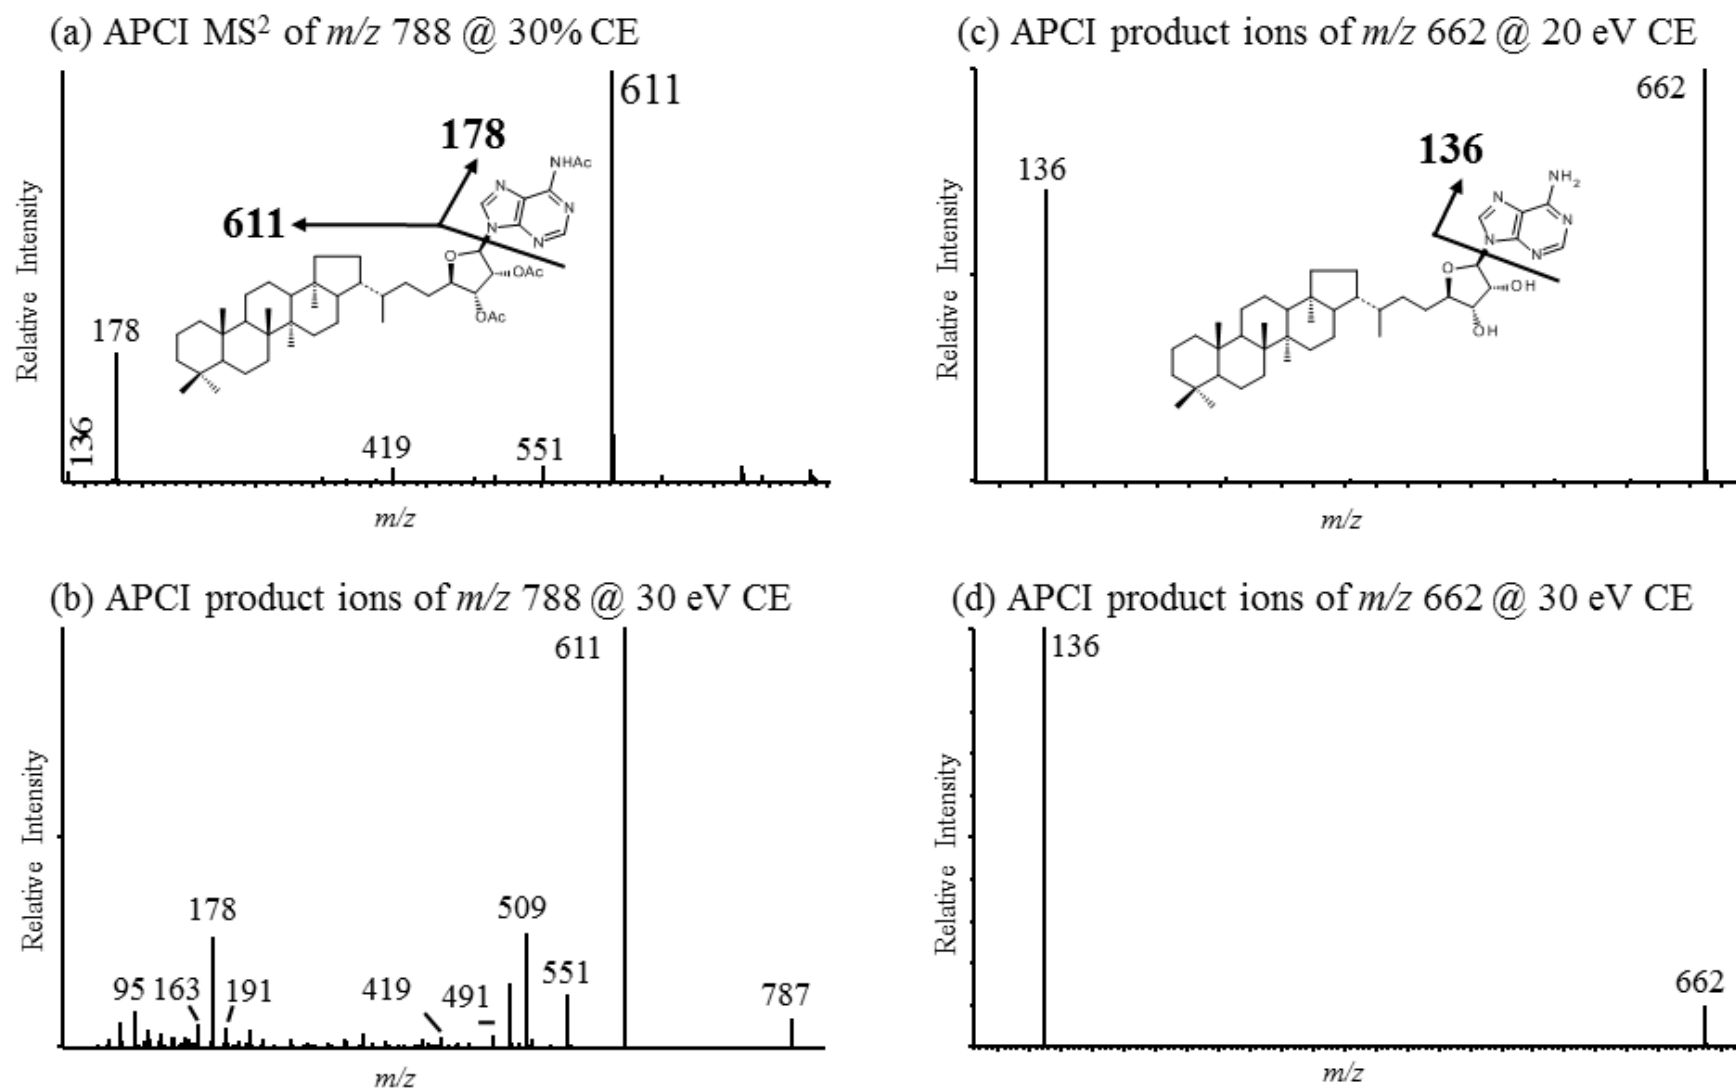 (a) APCI MS² of m/z 788 @ 30% CE
611
178
NHAc
N
N
N
N
611
O
OAc
OAc
178
136
419
551
Relative Intensity
m/z
(c) APCI product ions of m/z 662 @ 20 eV CE
662
136
136
NH₂
N
N
N
N
O
OH
OH
Relative Intensity
m/z
(b) APCI product ions of m/z 788 @ 30 eV CE
611
178
509
95 163 191
419
491
551
787
Relative Intensity
m/z
(d) APCI product ions of m/z 662 @ 30 eV CE
136
662
Relative Intensity
m/z